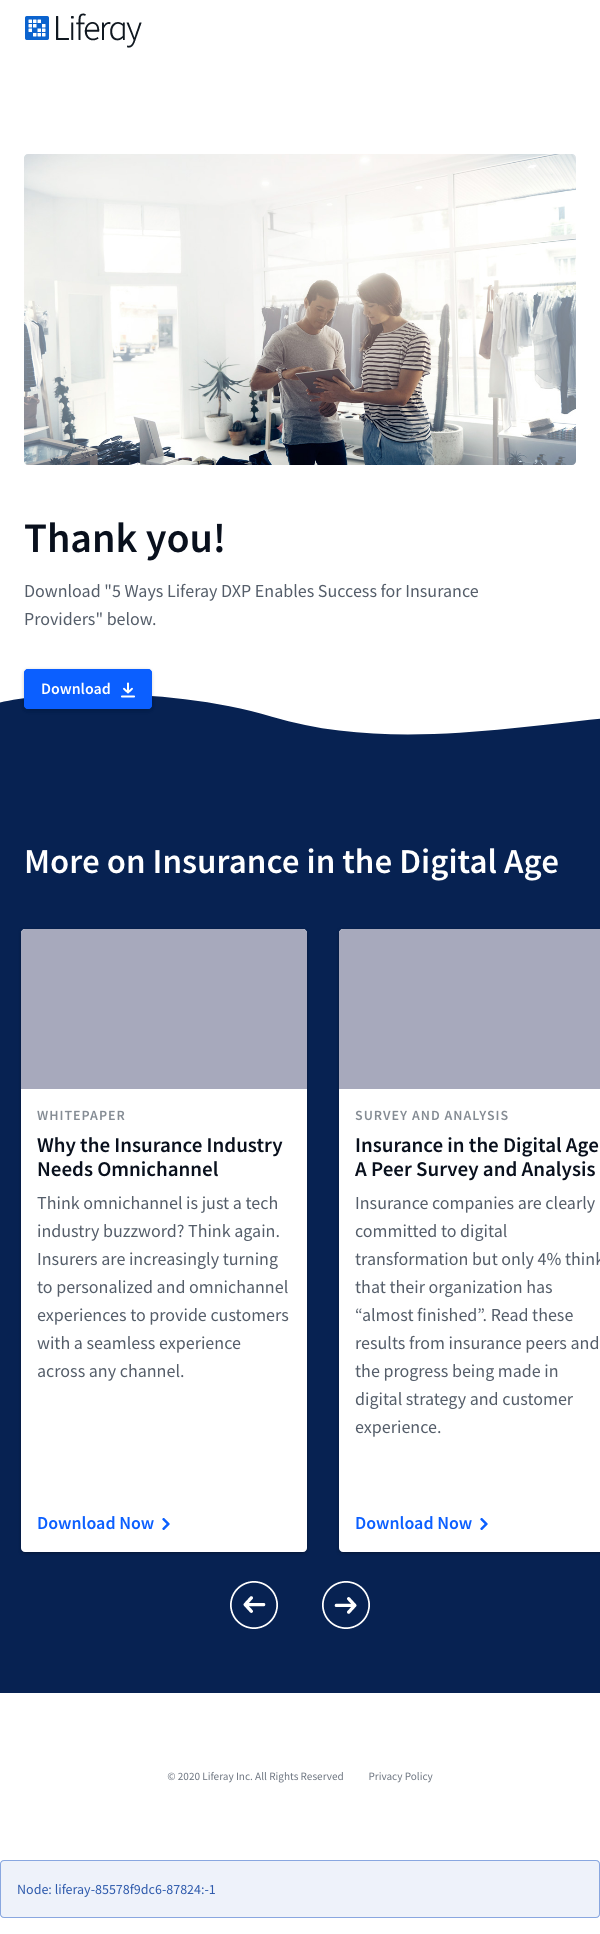 Liferay
Thank you!
Download "5 Ways Liferay DXP Enables Success for Insurance
Providers" below.
Download
More on Insurance in the Digital Age
WHITEPAPER
Why the Insurance Industry
Needs Omnichannel
Think omnichannel is just a tech
industry buzzword? Think again.
Insurers are increasingly turning
to personalized and omnichannel
experiences to provide customers
with a seamless experience
across any channel.
Download Now
SURVEY AND ANALYSIS
Insurance in the Digital Age
A Peer Survey and Analysis
Insurance companies are clearly
committed to digital
transformation but only 4% think
that their organization has
“almost finished”. Read these
results from insurance peers and
the progress being made in
digital strategy and customer
experience.
Download Now
© 2020 Liferay Inc. All Rights Reserved Privacy Policy
Node: liferay-85578f9dc6-87824:-1